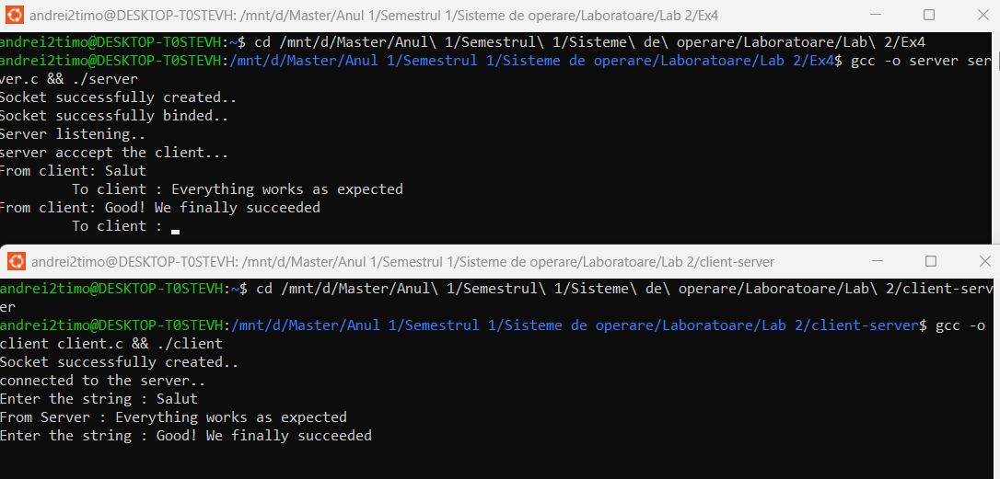 andrei2timo@DESKTOP-T0STEVH: /mnt/d/Master/Anul 1/Semestrul 1/Sisteme de operare/Laboratoare/Lab 2/Ex4
andrei2timo@DESKTOP-T0STEVH:~$ cd /mnt/d/Master/Anul\ 1/Semestrul\ 1/Sisteme\ de\ operare/Laboratoare/Lab\ 2/Ex4
andrei2timo@DESKTOP-T0STEVH:/mnt/d/Master/Anul 1/Semestrul 1/Sisteme de operare/Laboratoare/Lab 2/Ex4$ gcc -o server ser
ver.c && ./server
Socket successfully created..
Socket successfully binded..
Server listening..
server acccept the client...
From client: Salut
To client : Everything works as expected
From client: Good! We finally succeeded
To client :
andrei2timo@DESKTOP-T0STEVH: /mnt/d/Master/Anul 1/Semestrul 1/Sisteme de operare/Laboratoare/Lab 2/client-server
andrei2timo@DESKTOP-T0STEVH:~$ cd /mnt/d/Master/Anul\ 1/Semestrul\ 1/Sisteme\ de\ operare/Laboratoare/Lab\ 2/client-serv
er
andrei2timo@DESKTOP-T0STEVH:/mnt/d/Master/Anul 1/Semestrul 1/Sisteme de operare/Laboratoare/Lab 2/client-server$ gcc -o
client client.c && ./client
Socket successfully created..
connected to the server..
Enter the string : Salut
From Server : Everything works as expected
Enter the string : Good! We finally succeeded